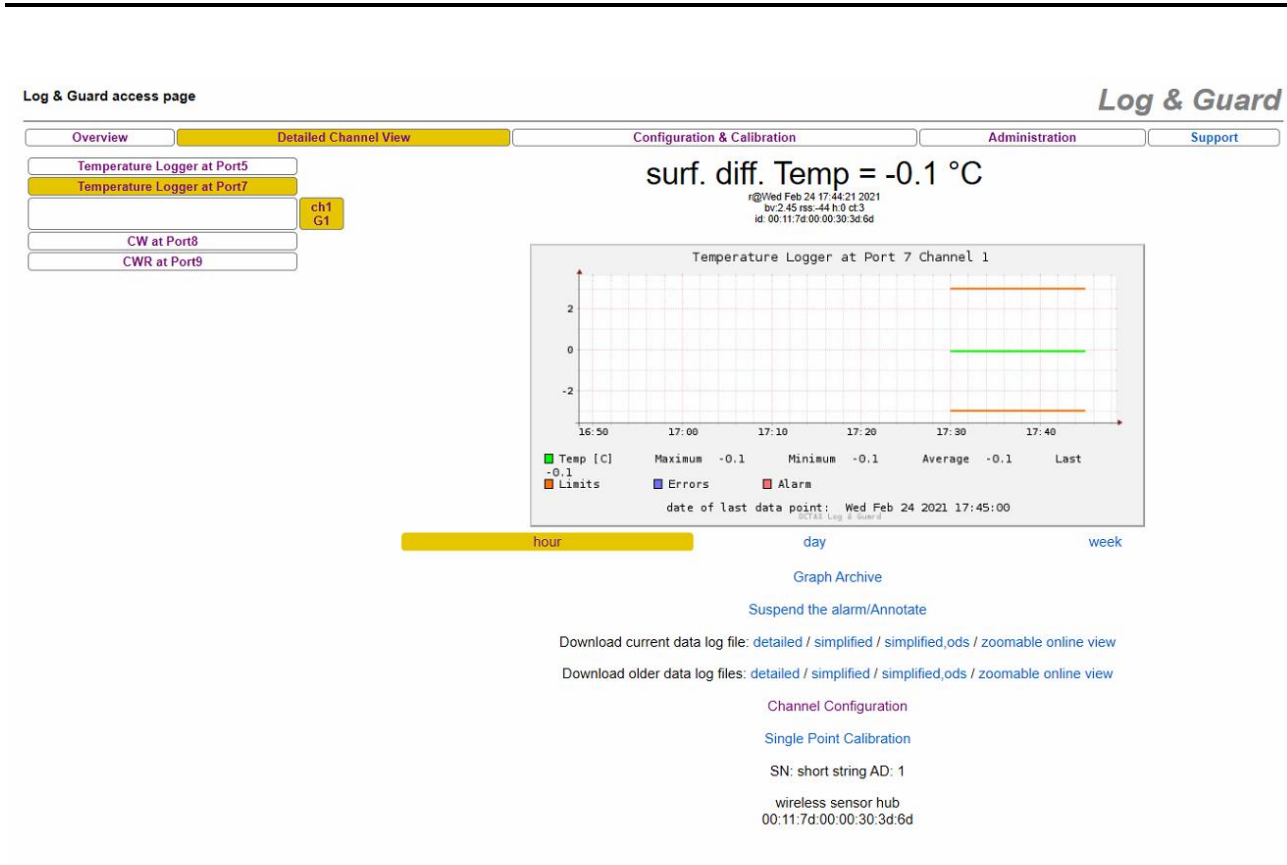 Log & Guard access page
Log & Guard
Overview
Detailed Channel View
Configuration & Calibration
Administration
Support
Temperature Logger at Port5
Temperature Logger at Port7
ch1
G1
CW at Port8
CWR at Port9
surf. diff. Temp = -0.1 °C
r@Wed Feb 24 17:44:21 2021
bv:2.45 rss:-44 h:0 ct:3
id: 00:11:7d:00:00:30:3d:6d
Temperature Logger at Port 7 Channel 1
2
0
-2
16:50 17:00 17:10 17:20 17:30 17:40
Temp [C] Maximum -0.1 Minimum -0.1 Average -0.1 Last
-0.1
Limits Errors Alarm
date of last data point: Wed Feb 24 2021 17:45:00
Log & Guard
hour day week
Graph Archive
Suspend the alarm/Annotate
Download current data log file: detailed / simplified / simplified,ods / zoomable online view
Download older data log files: detailed / simplified / simplified,ods / zoomable online view
Channel Configuration
Single Point Calibration
SN: short string AD: 1
wireless sensor hub
00:11:7d:00:00:30:3d:6d